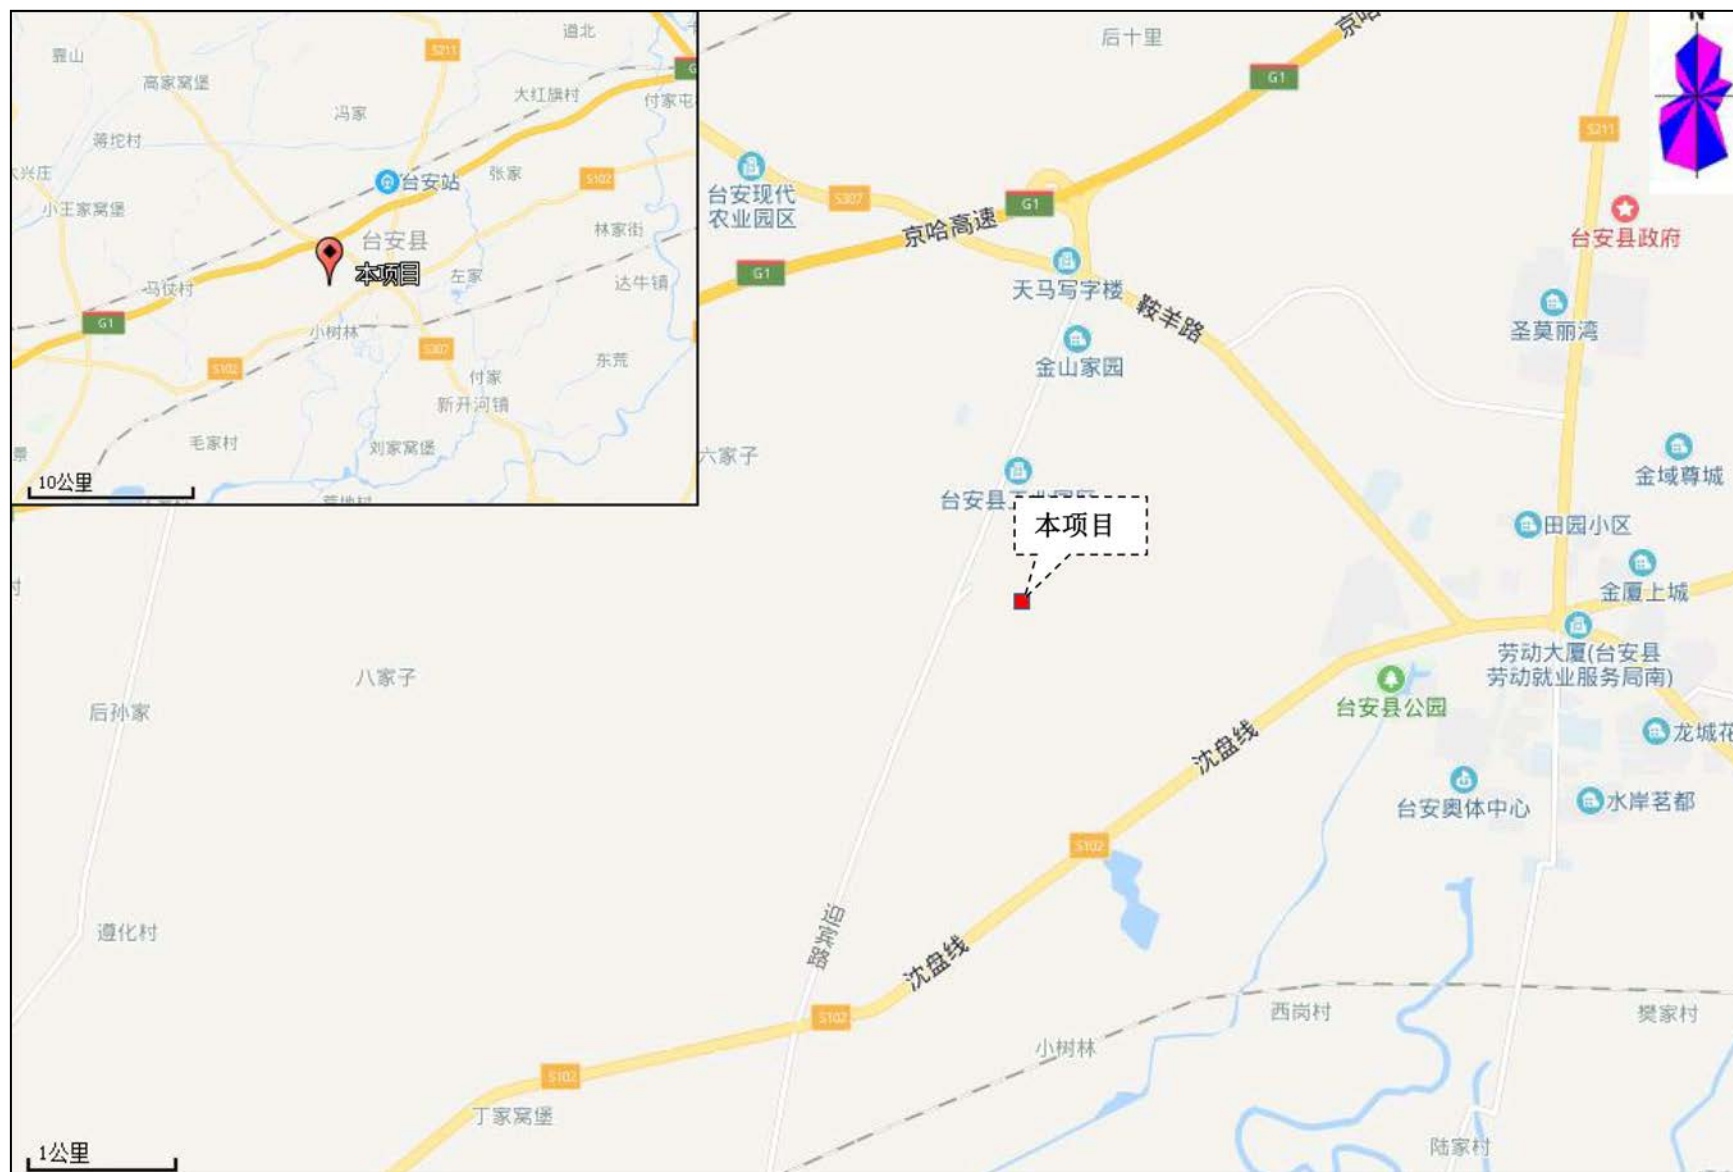 道北
S211
霍山
高家窝堡
G
大红旗村
付家屯
冯家
蒋坨村
兴庄
台安站
张家
S102
小王家窝堡
林家街
台安县
本项目
左家
达牛镇
马仗村
G1
小树林
S307
东荒
S102
付家
新开河镇
毛家村
刘家窝堡
景
10公里
N
京哈
后十里
G1
S211
台安现代
农业园区
S307
G1
台安县政府
京哈高速
G1
天马写字楼
鞍羊路
圣莫丽湾
金山家园
六家子
金域尊城
台安县工业园区
本项目
田园小区
村
金厦上城
劳动大厦(台安县
劳动就业服务局南)
八家子
台安县公园
后孙家
龙城花
沈盘线
台安奥体中心
水岸茗都
S102
迎宾路
遵化村
沈盘线
S102
西岗村
樊家村
小树林
S102
丁家窝堡
陆家村
1公里